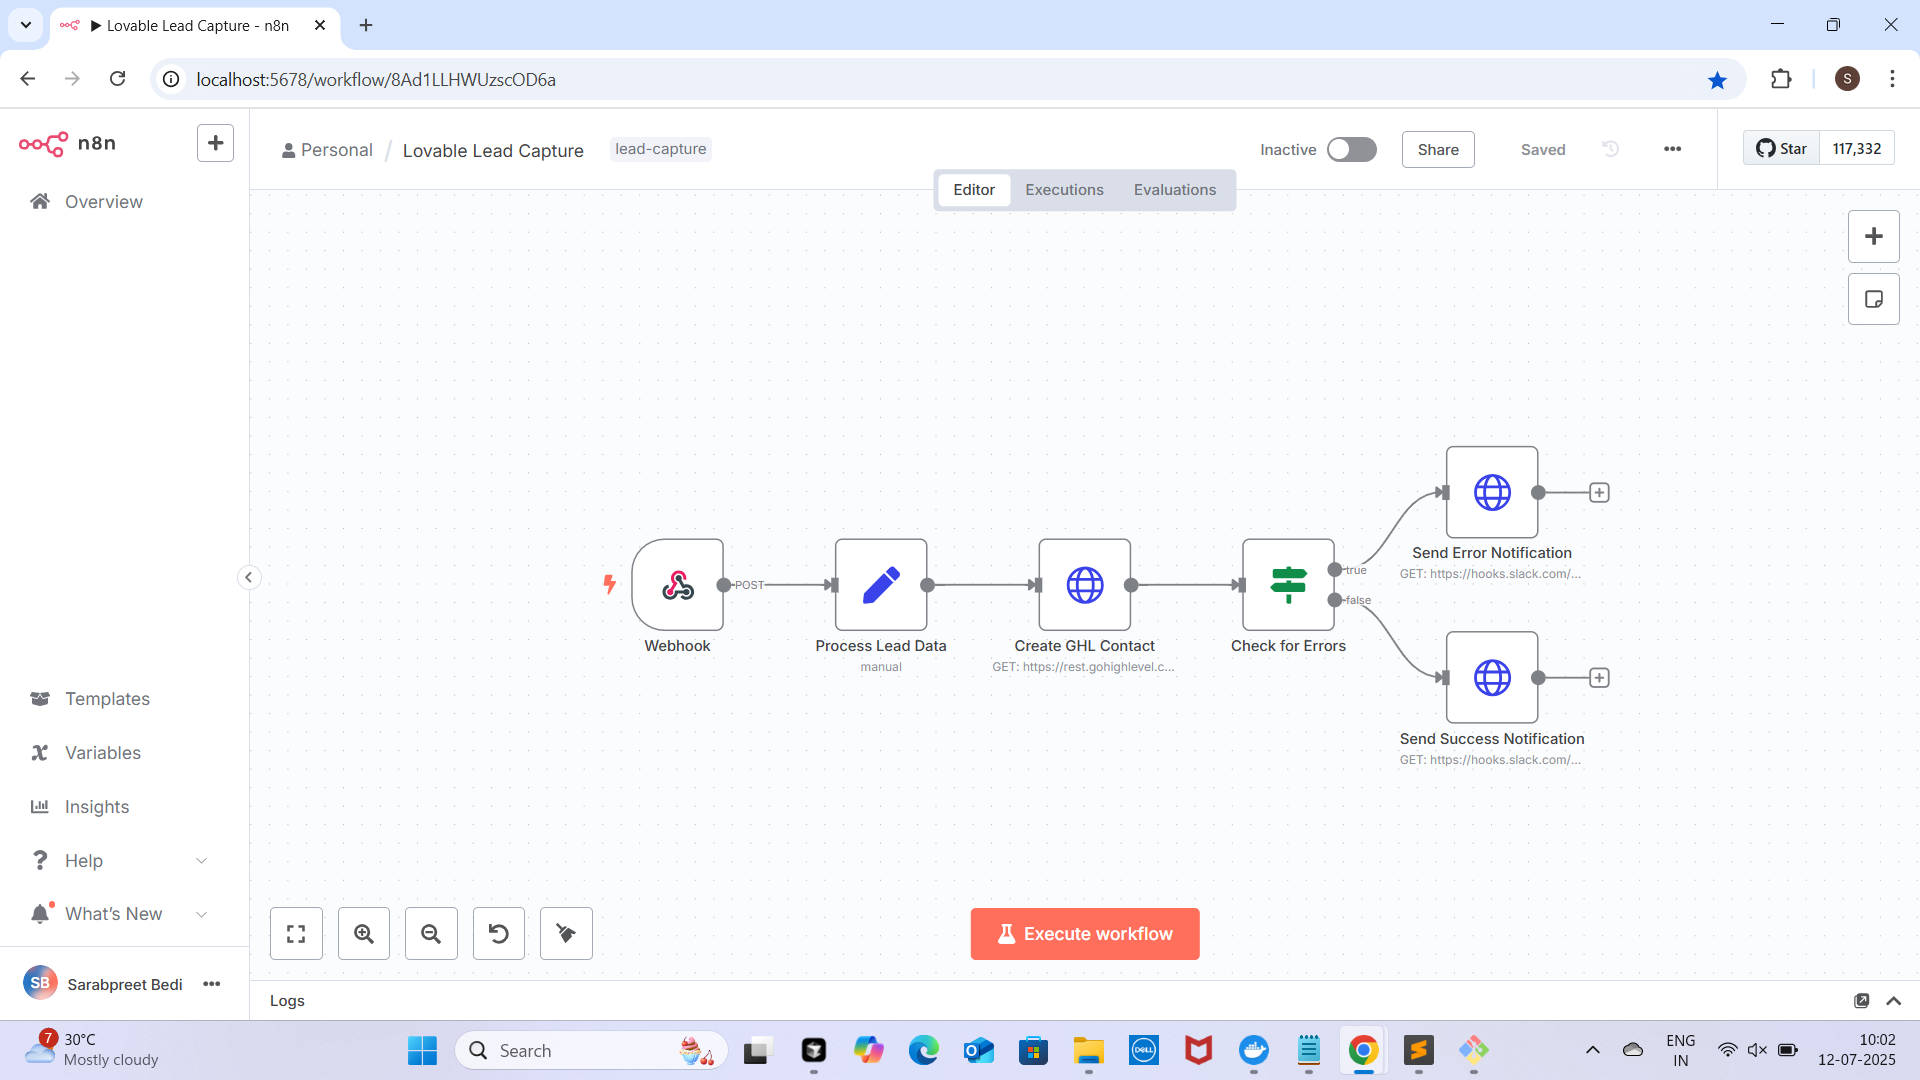 ▶ Lovable Lead Capture - n8n
localhost:5678/workflow/8Ad1LLHWUzscOD6a
S
n8n
Personal / Lovable Lead Capture
lead-capture
Inactive
Share
Saved
Star
117,332
Editor
Executions
Evaluations
Overview
Templates
Variables
Insights
Help
What's New
SB
Sarabpreet Bedi
POST
Webhook
Process Lead Data
manual
Create GHL Contact
GET: https://rest.gohighlevel.c...
true
false
Check for Errors
Send Error Notification
GET: https://hooks.slack.com/...
Send Success Notification
GET: https://hooks.slack.com/...
Execute workflow
Logs
7
30°C
Mostly cloudy
Search
DELL
ENG
IN
10:02
12-07-2025